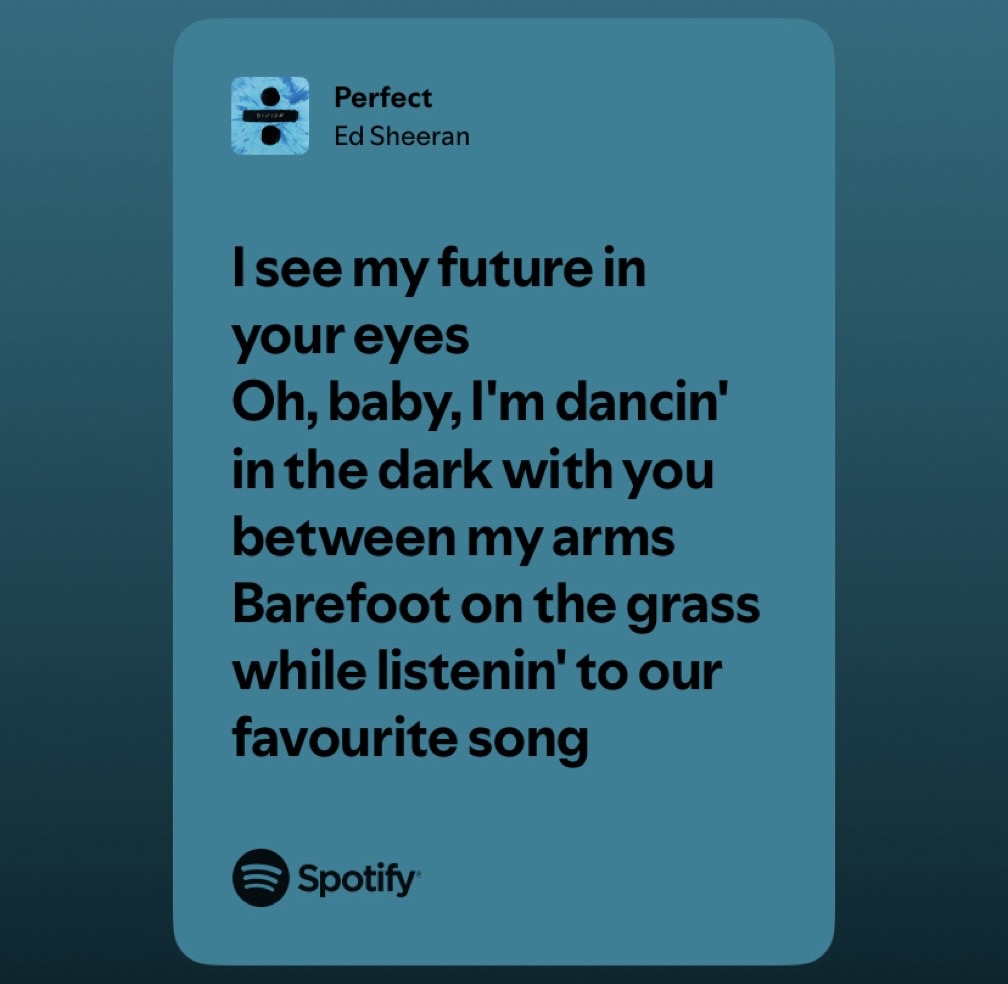 Perfect
Ed Sheeran
I see my future in
your eyes
Oh, baby, I'm dancin'
in the dark with you
between my arms
Barefoot on the grass
while listenin' to our
favourite song
Spotify